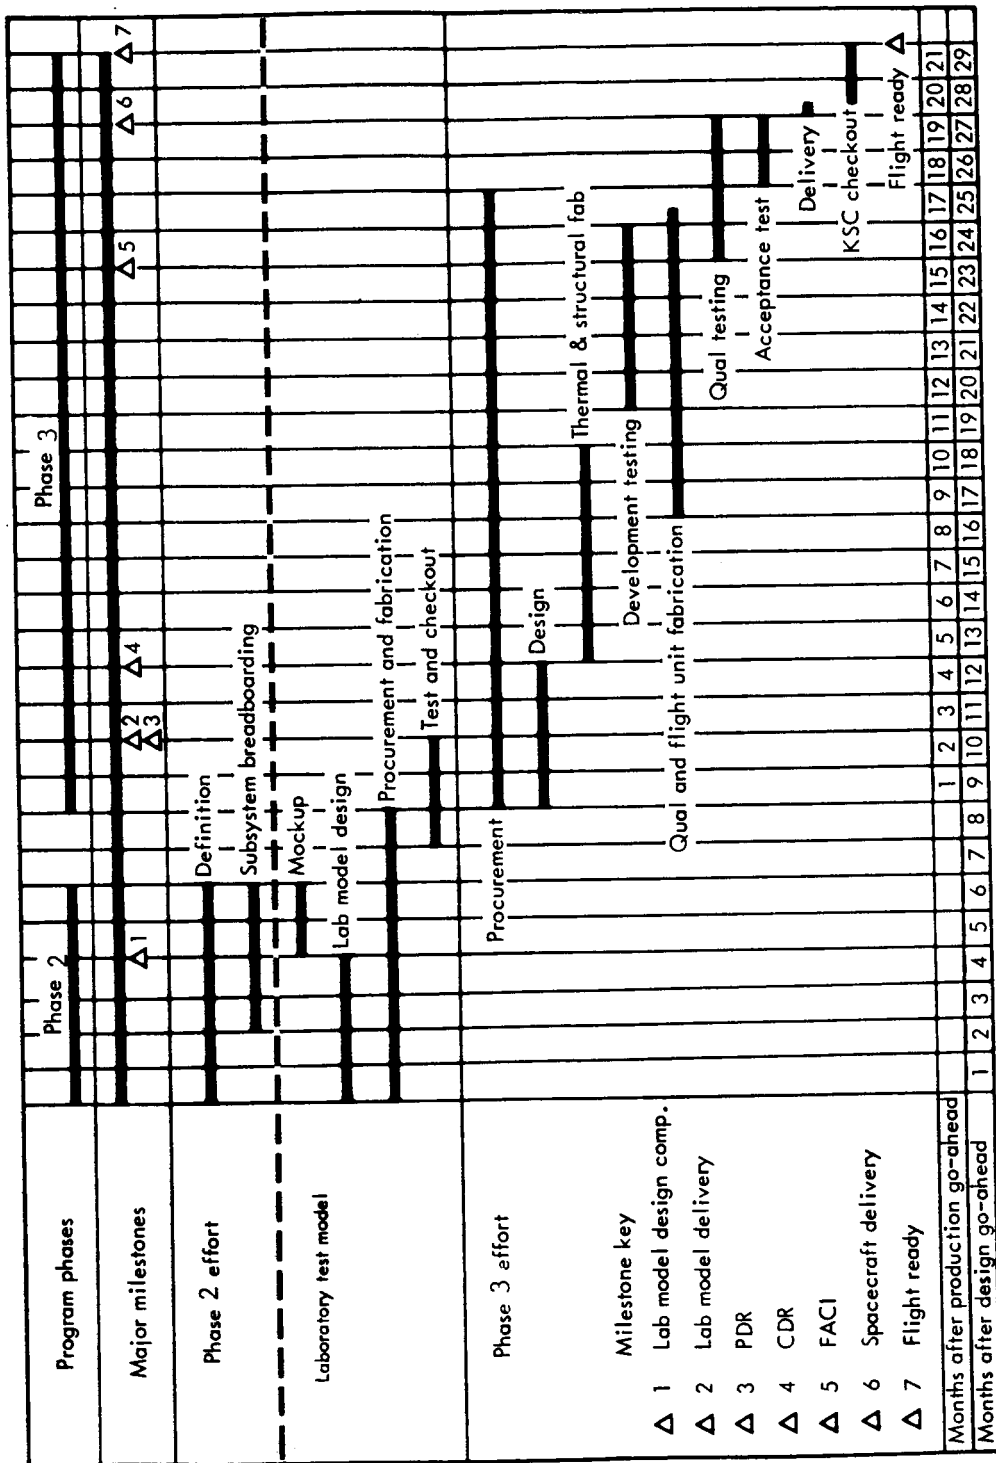 Program phases
Phase 2
Phase 3
Major milestones
Δ 1
Δ 2
Δ 3
Δ 4
Δ 5
Δ 6
Δ 7
Phase 2 effort
Definition
Subsystem breadboarding
Laboratory test model
Mockup
Lab model design
Procurement and fabrication
Test and checkout
Phase 3 effort
Procurement
Design
Thermal & structural fab
Development testing
Qual and flight unit fabrication
Qual testing
Acceptance test
Delivery
KSC checkout
Flight ready Δ
Milestone key
Δ 1 Lab model design comp.
Δ 2 Lab model delivery
Δ 3 PDR
Δ 4 CDR
Δ 5 FACI
Δ 6 Spacecraft delivery
Δ 7 Flight ready
Months after production go-ahead 1 2 3 4 5 6 7 8 9 10 11 12 13 14 15 16 17 18 19 20 21
Months after design go-ahead 1 2 3 4 5 6 7 8 9 10 11 12 13 14 15 16 17 18 19 20 21 22 23 24 25 26 27 28 29